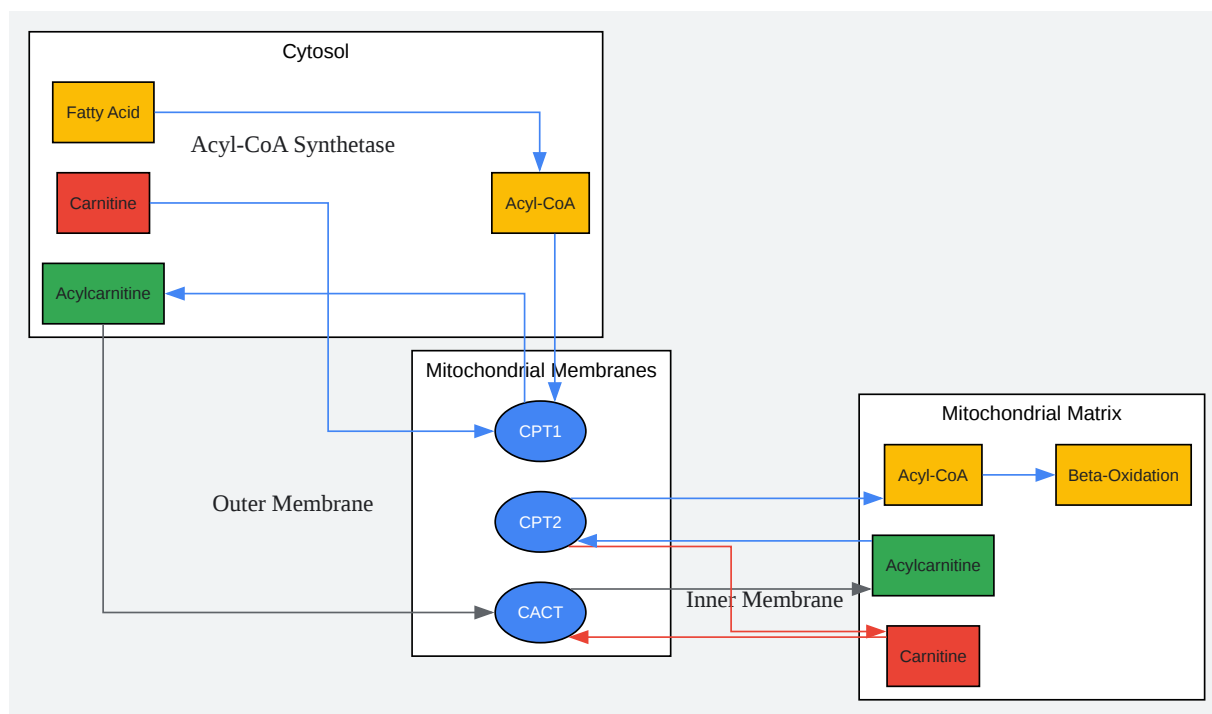 Cytosol
Fatty Acid
Acyl-CoA Synthetase
Carnitine
Acyl-CoA
Acylcarnitine
Mitochondrial Membranes
CPT1
Outer Membrane
CPT2
CACT
Inner Membrane
Mitochondrial Matrix
Acyl-CoA
Beta-Oxidation
Acylcarnitine
Carnitine